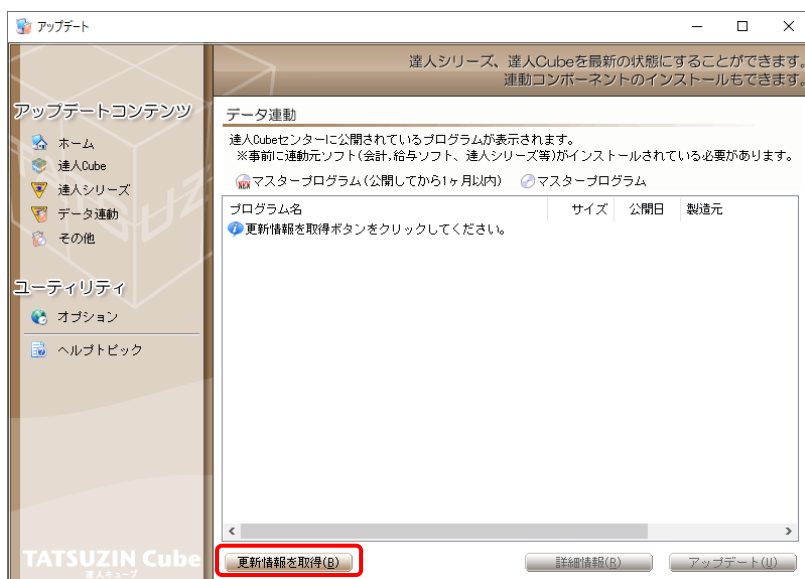 アップデート
達人シリーズ、達人Cubeを最新の状態にすることができます。
連動コンポーネントのインストールもできます。
アップデートコンテンツ
ホーム
達人Cube
達人シリーズ
データ連動
その他
ユーティリティ
オプション
ヘルプトピック
TATSUZIN Cube
達人キューブ
データ連動
達人Cubeセンターに公開されているプログラムが表示されます。
※事前に連動元ソフト(会計,給与ソフト、達人シリーズ等)がインストールされている必要があります。
マスタープログラム(公開してから1ヶ月以内) マスタープログラム
プログラム名 サイズ 公開日 製造元
更新情報を取得ボタンをクリックしてください。
更新情報を取得(B) 詳細情報(R) アップデート(U)